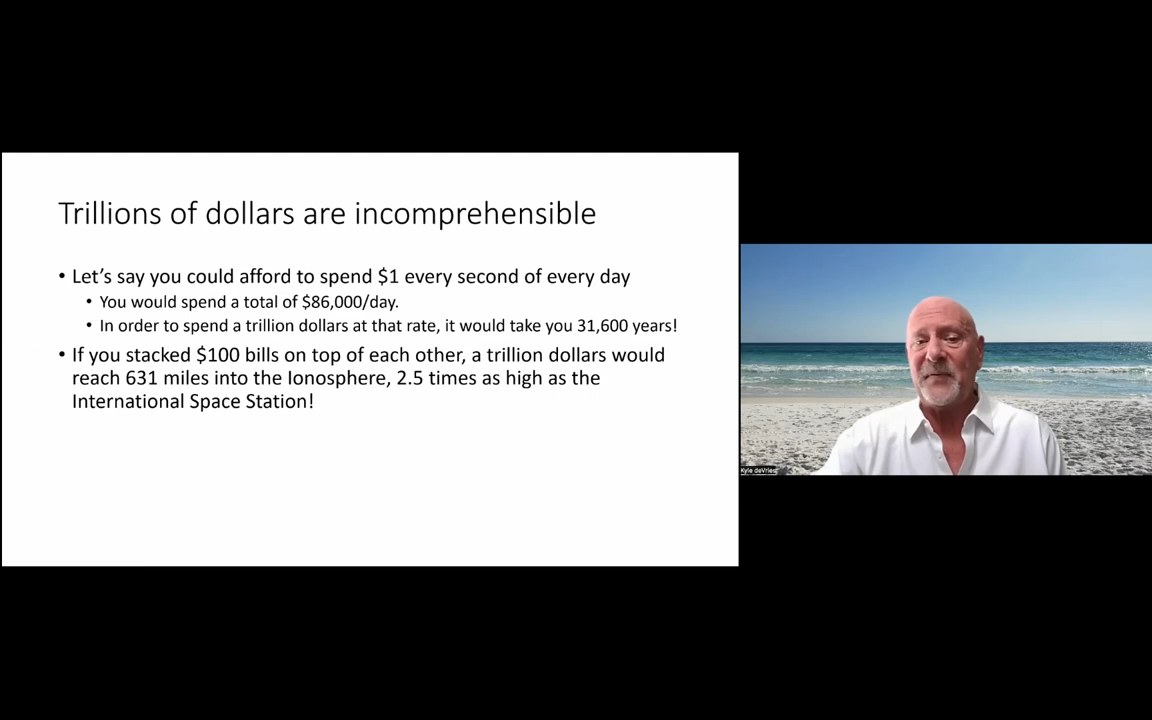 Trillions of dollars are incomprehensible
• Let’s say you could afford to spend $1 every second of every day
• You would spend a total of $86,000/day.
• In order to spend a trillion dollars at that rate, it would take you 31,600 years!
• If you stacked $100 bills on top of each other, a trillion dollars would
reach 631 miles into the Ionosphere, 2.5 times as high as the
International Space Station!
Kyle deVries